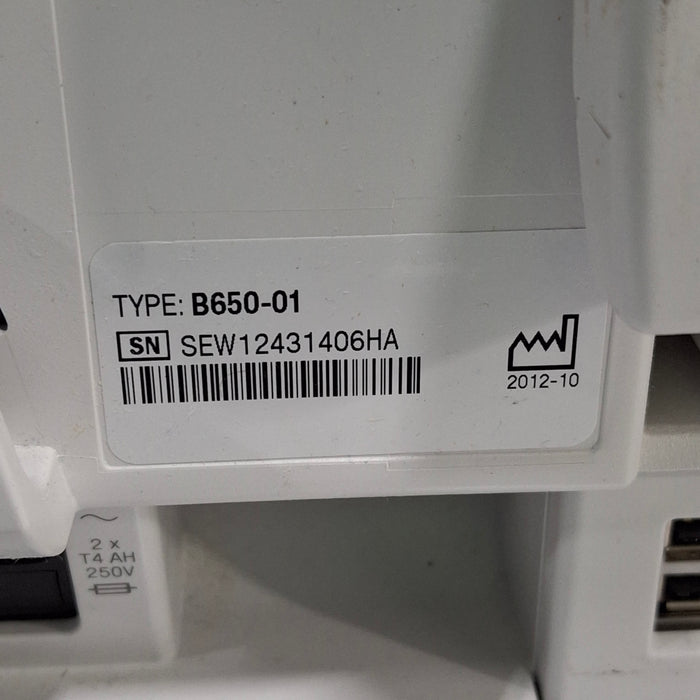 TYPE: B650-01
SN SEW12431406HA
2012-10
2 x
T4 AH
250V